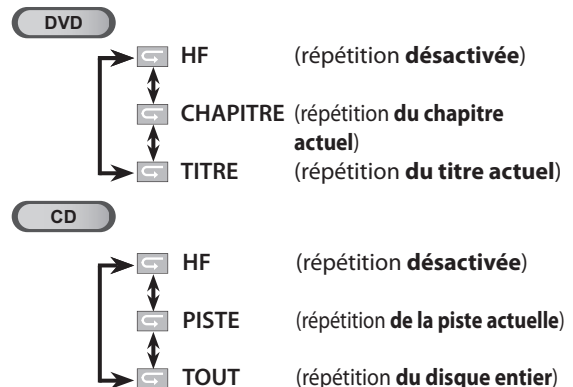 DVD
HF (répétition désactivée)
CHAPITRE (répétition du chapitre
actuel)
TITRE (répétition du titre actuel)
CD
HF (répétition désactivée)
PISTE (répétition de la piste actuelle)
TOUT (répétition du disque entier)